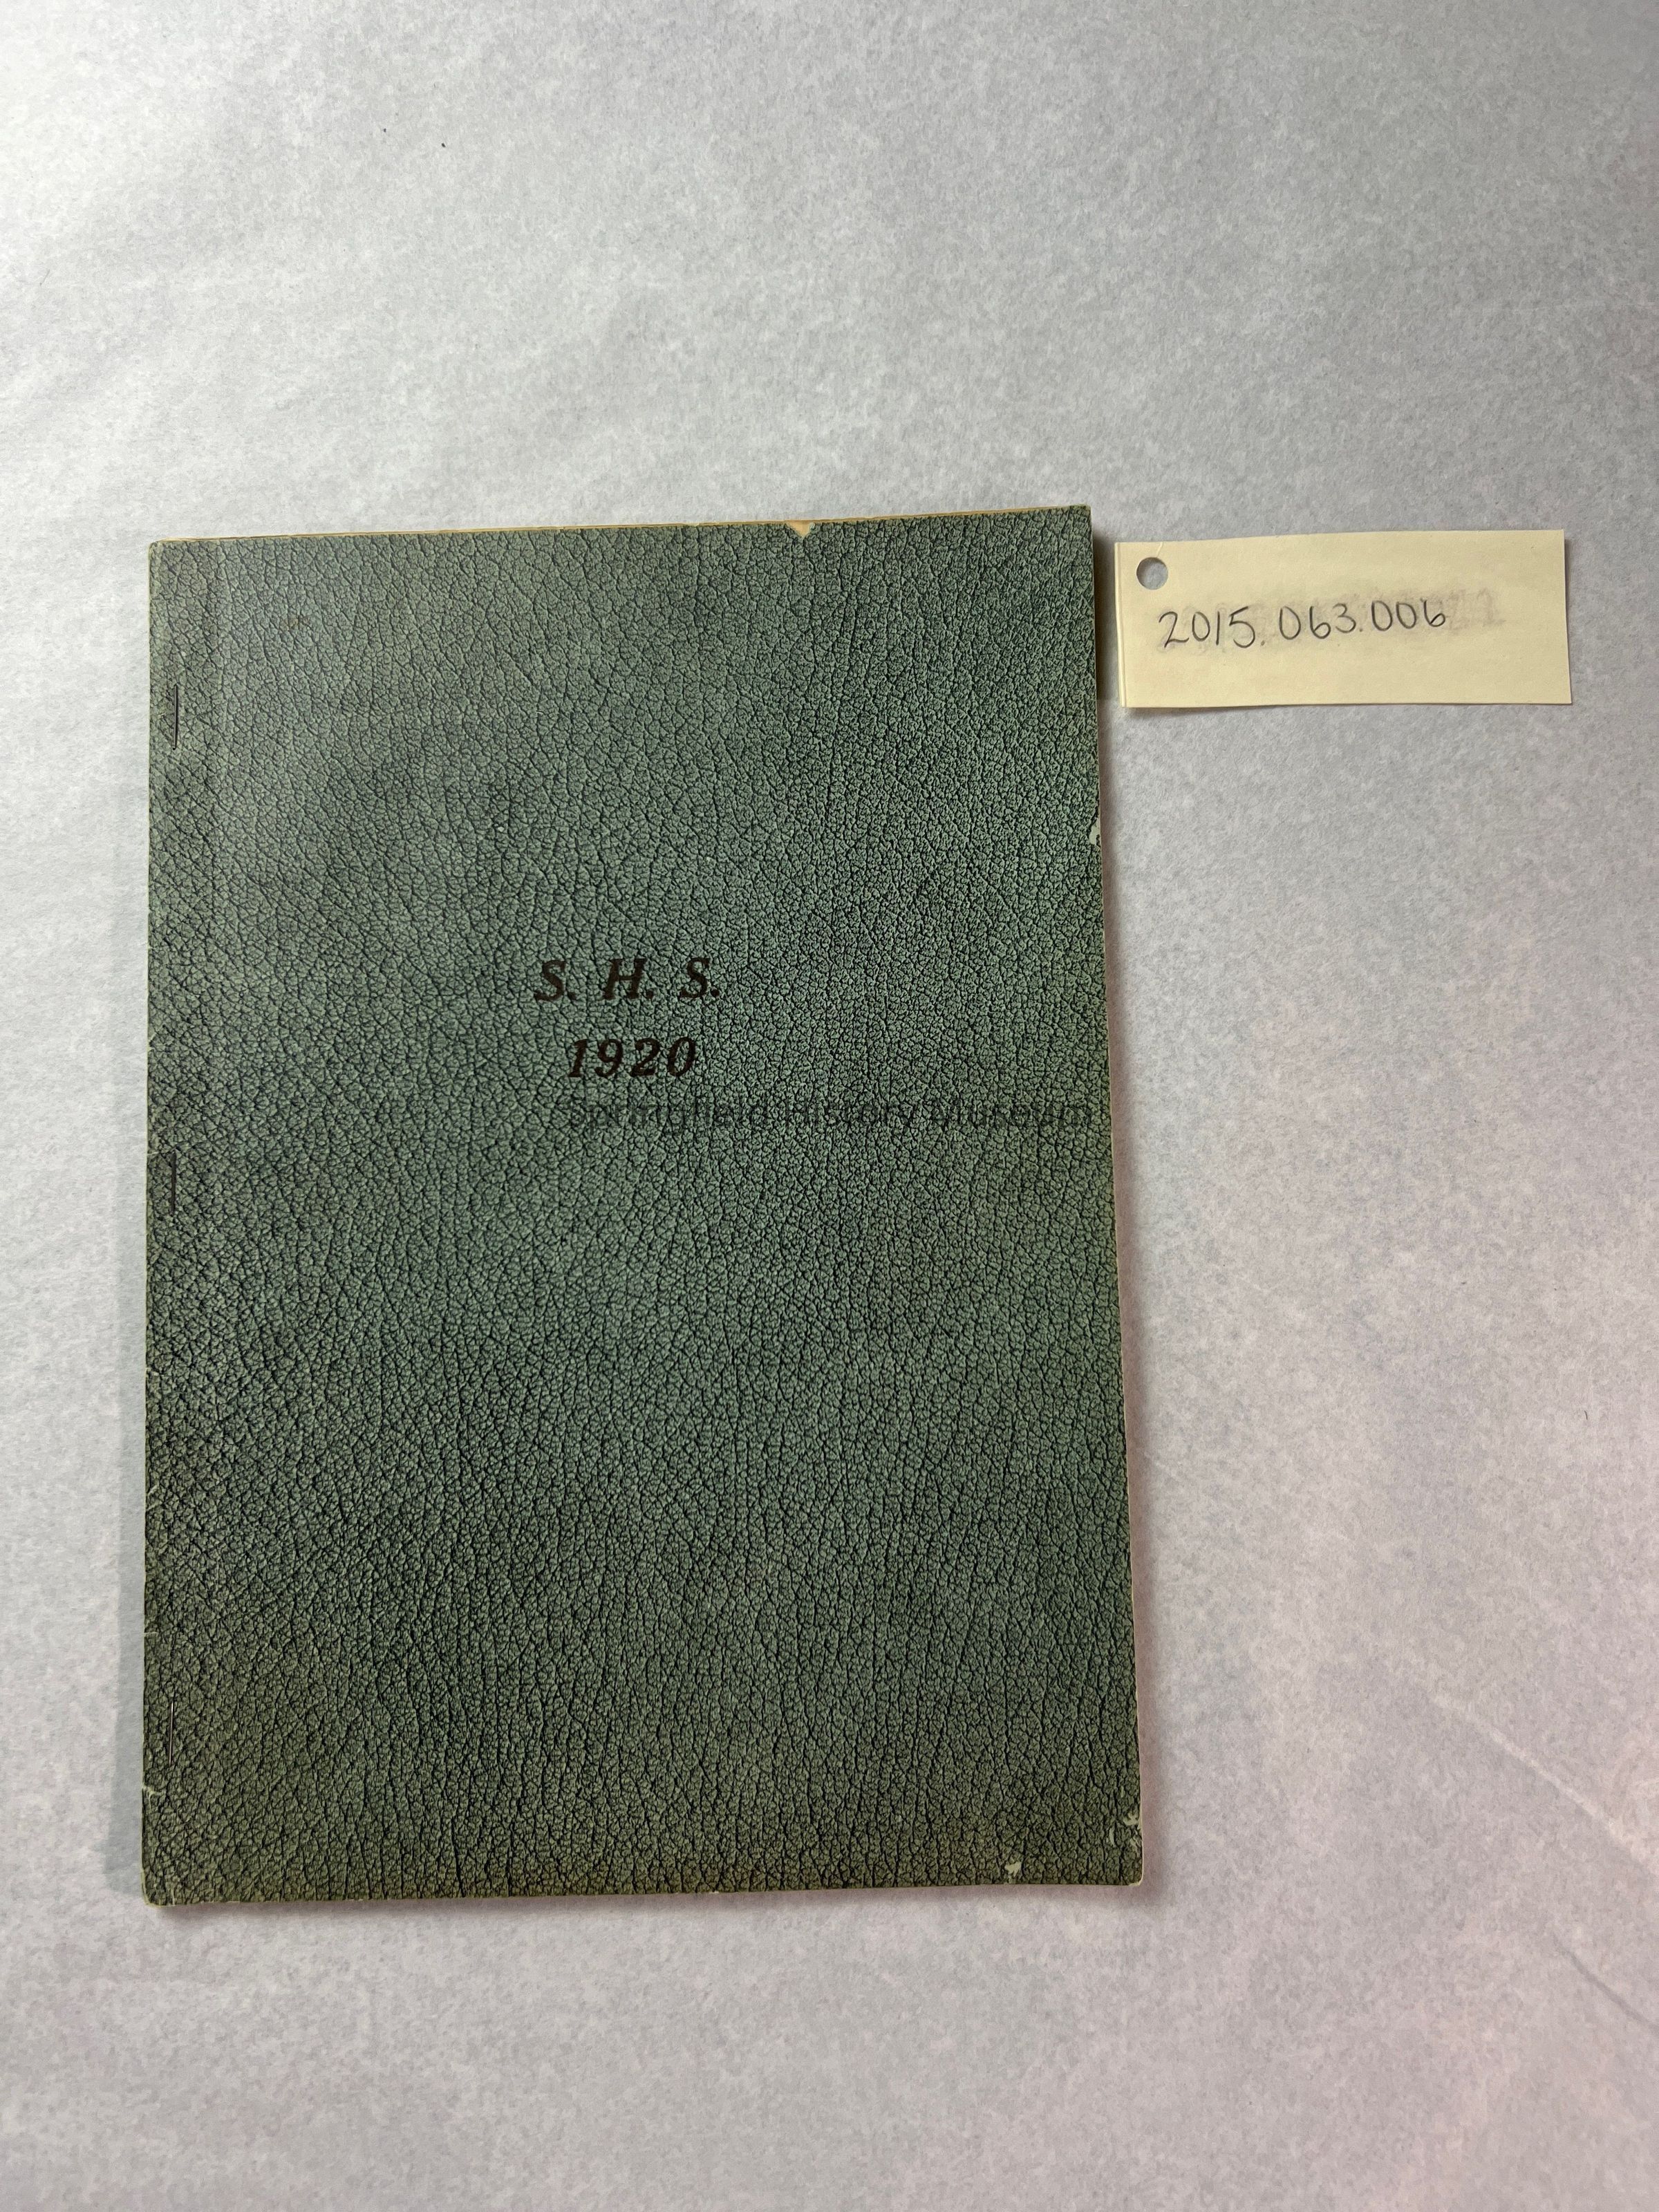 S. H. S.
1920
Springfield History Museum
2015.063.006